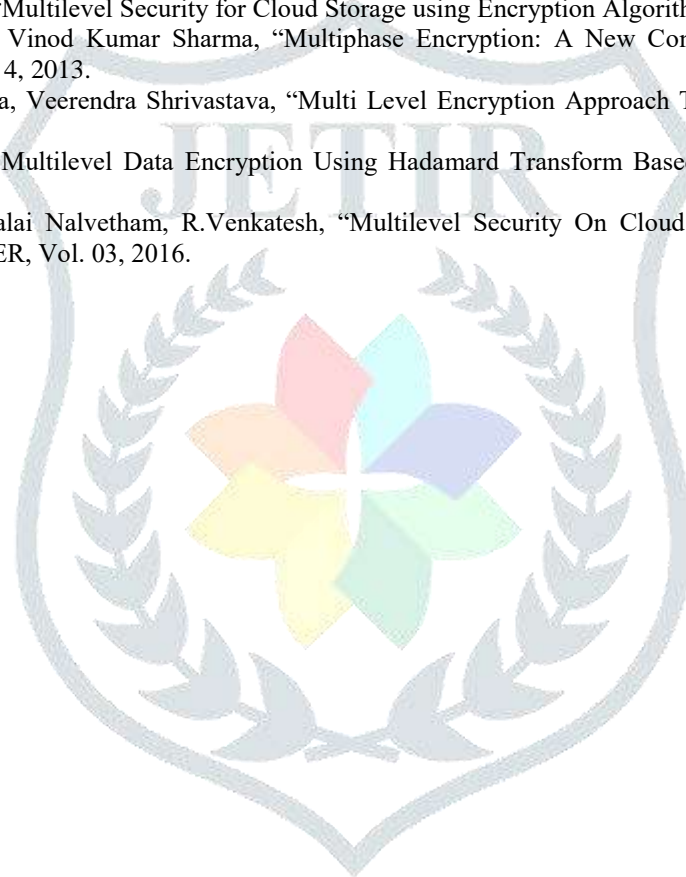 “Multilevel Security for Cloud Storage using Encryption Algorith
Vinod Kumar Sharma, “Multiphase Encryption: A New Con
4, 2013.
a, Veerendra Shrivastava, “Multi Level Encryption Approach T
Multilevel Data Encryption Using Hadamard Transform Base
alai Nalvetham, R.Venkatesh, “Multilevel Security On Cloud
ER, Vol. 03, 2016.
JETIR